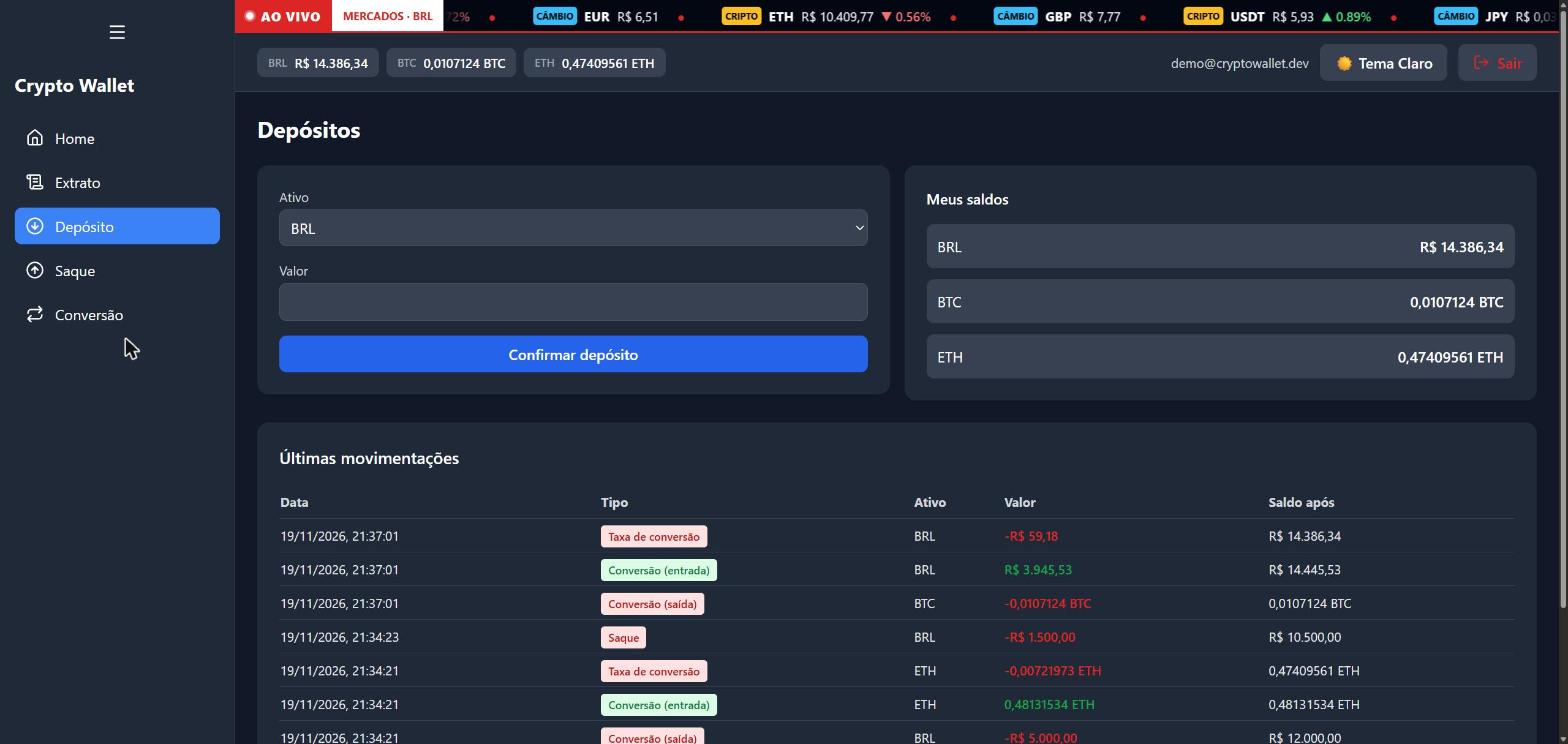 AO VIVO MERCADOS · BRL 72% CÂMBIO EUR R$ 6,51 CRIPTO ETH R$ 10.409,77 ▼ 0.56% CÂMBIO GBP R$ 7,77 CRIPTO USDT R$ 5,93 ▲ 0.89% CÂMBIO JPY R$ 0,03
BRL R$ 14.386,34 BTC 0,0107124 BTC ETH 0,47409561 ETH demo@cryptowallet.dev Tema Claro Sair
Crypto Wallet
Home
Extrato
Depósito
Saque
Conversão
Depósitos
Ativo
BRL
Valor
Confirmar depósito
Meus saldos
BRL R$ 14.386,34
BTC 0,0107124 BTC
ETH 0,47409561 ETH
Últimas movimentações
Data Tipo Ativo Valor Saldo após
19/11/2026, 21:37:01 Taxa de conversão BRL -R$ 59,18 R$ 14.386,34
19/11/2026, 21:37:01 Conversão (entrada) BRL R$ 3.945,53 R$ 14.445,53
19/11/2026, 21:37:01 Conversão (saída) BTC -0,0107124 BTC 0,0107124 BTC
19/11/2026, 21:34:23 Saque BRL -R$ 1.500,00 R$ 10.500,00
19/11/2026, 21:34:21 Taxa de conversão ETH -0,00721973 ETH 0,47409561 ETH
19/11/2026, 21:34:21 Conversão (entrada) ETH 0,48131534 ETH 0,48131534 ETH
19/11/2026, 21:34:21 Conversão (saída) BRL -R$ 5.000,00 R$ 12.000,00